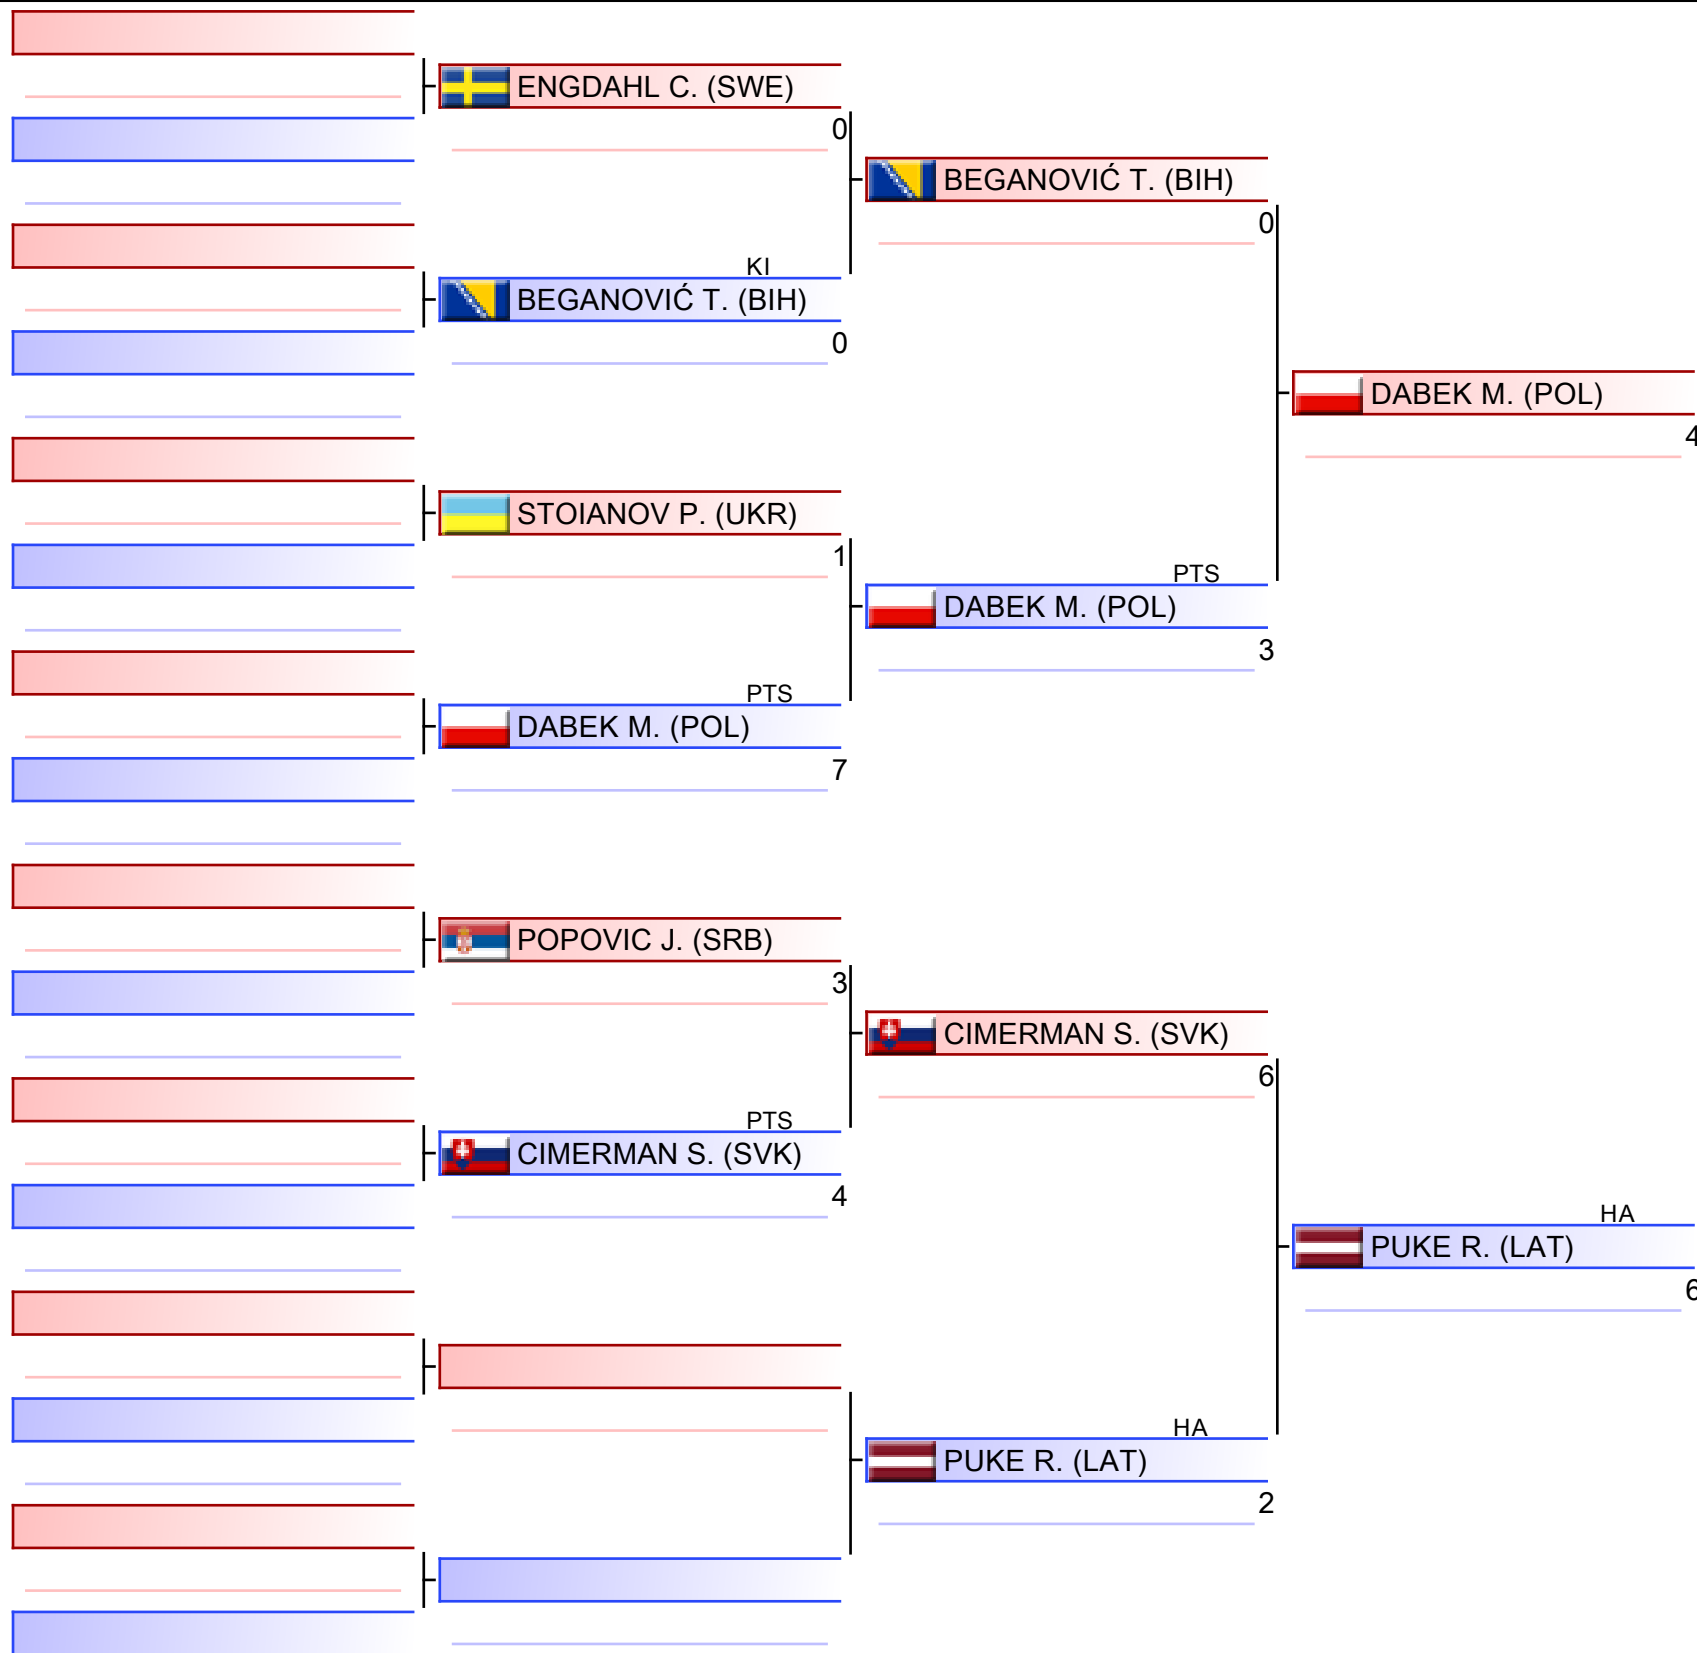 ENGDAHL C. (SWE)
0
BEGANOVIĆ T. (BIH)
0
KI
BEGANOVIĆ T. (BIH)
0
DABEK M. (POL)
4
STOIANOV P. (UKR)
1
PTS
DABEK M. (POL)
3
PTS
DABEK M. (POL)
7
POPOVIC J. (SRB)
3
CIMERMAN S. (SVK)
6
PTS
CIMERMAN S. (SVK)
4
HA
PUKE R. (LAT)
6
HA
PUKE R. (LAT)
2